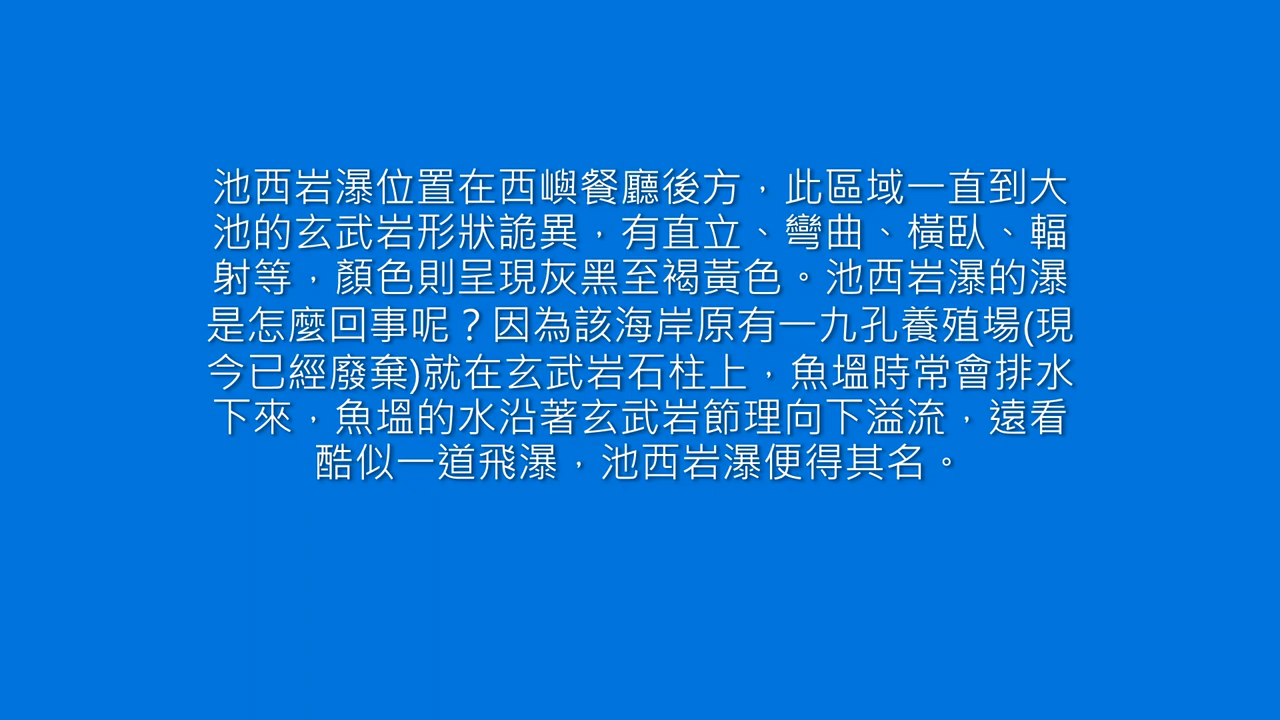 池西岩瀑位置在西嶼餐廳後方，此區域一直到大
池的玄武岩形狀詭異，有直立、彎曲、橫臥、輻
射等，顏色則呈現灰黑至褐黃色。池西岩瀑的瀑
是怎麼回事呢？因為該海岸原有一九孔養殖場(現
今已經廢棄)就在玄武岩石柱上，魚塭時常會排水
下來，魚塭的水沿著玄武岩節理向下溢流，遠看
酷似一道飛瀑，池西岩瀑便得其名。